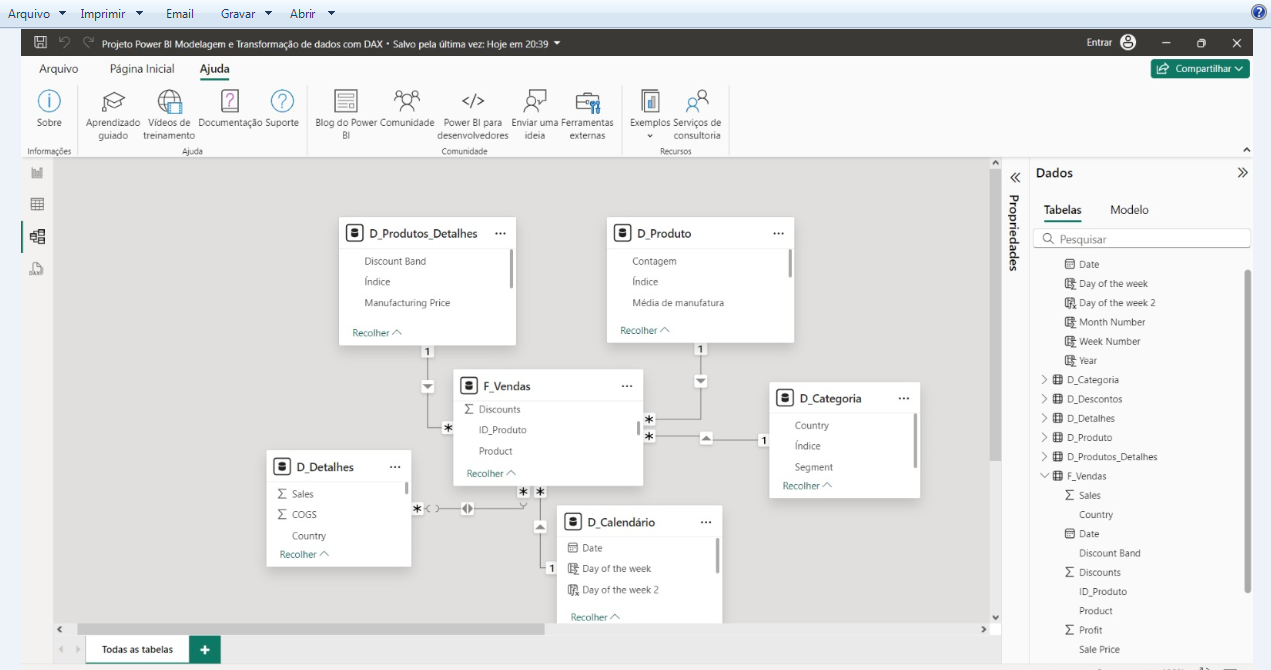 Arquivo Imprimir Email Gravar Abrir
Projeto Power BI Modelagem e Transformação de dados com DAX • Salvo pela última vez: Hoje em 20:39 Entrar
Arquivo Página Inicial Ajuda Compartilhar
Sobre Aprendizado guiado Vídeos de treinamento Documentação Suporte Blog do Power BI Comunidade Power BI para desenvolvedores Enviar uma ideia Ferramentas externas Exemplos Serviços de consultoria
Informações Ajuda Comunidade Recursos
D_Produtos_Detalhes
Discount Band
Índice
Manufacturing Price
Recolher
1
*
D_Produto
Contagem
Índice
Média de manufatura
Recolher
1
*
F_Vendas
Discounts
ID_Produto
Product
Recolher
* *
*
D_Categoria
Country
Índice
Segment
Recolher
1
D_Detalhes
Sales
COGS
Country
Recolher
*
D_Calendário
Date
Day of the week
Day of the week 2
Recolher
1
Todas as tabelas +
Propriedades
Dados
Tabelas Modelo
Pesquisar
Date
Day of the week
Day of the week 2
Month Number
Week Number
Year
D_Categoria
D_Descontos
D_Detalhes
D_Produto
D_Produtos_Detalhes
F_Vendas
Sales
Country
Date
Discount Band
Discounts
ID_Produto
Product
Profit
Sale Price